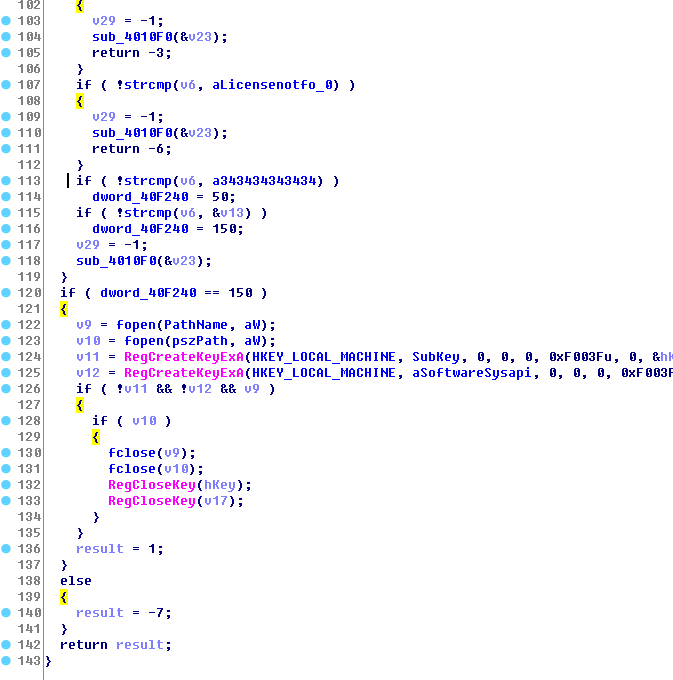 102 {
103 v29 = -1;
104 sub_4010F0(&v23);
105 return -3;
106 }
107 if ( !strcmp(v6, aLicensenotfo_0) )
108 {
109 v29 = -1;
110 sub_4010F0(&v23);
111 return -6;
112 }
113 if ( !strcmp(v6, a343434343434) )
114 dword_40F240 = 50;
115 if ( !strcmp(v6, &v13) )
116 dword_40F240 = 150;
117 v29 = -1;
118 sub_4010F0(&v23);
119 }
120 if ( dword_40F240 == 150 )
121 {
122 v9 = fopen(PathName, aW);
123 v10 = fopen(pszPath, aW);
124 v11 = RegCreateKeyExA(HKEY_LOCAL_MACHINE, SubKey, 0, 0, 0, 0xF003Fu, 0, &hk
125 v12 = RegCreateKeyExA(HKEY_LOCAL_MACHINE, aSoftwareSysapi, 0, 0, 0, 0xF003F
126 if ( !v11 && !v12 && v9 )
127 {
128 if ( v10 )
129 {
130 fclose(v9);
131 fclose(v10);
132 RegCloseKey(hKey);
133 RegCloseKey(v17);
134 }
135 }
136 result = 1;
137 }
138 else
139 {
140 result = -7;
141 }
142 return result;
143 }